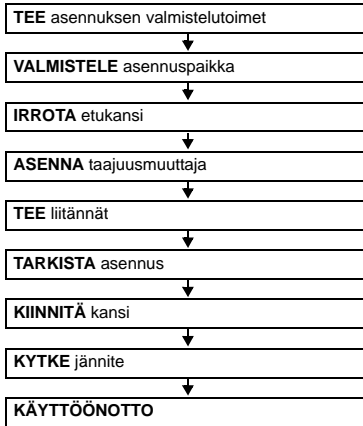 TEE asennuksen valmistelutoimet
VALMISTELE asennuspaikka
IRROTA etukansi
ASENNA taajuusmuuttaja
TEE liitännät
TARKISTA asennus
KIINNITÄ kansi
KYTKE jännite
KÄYTTÖÖNOTTO